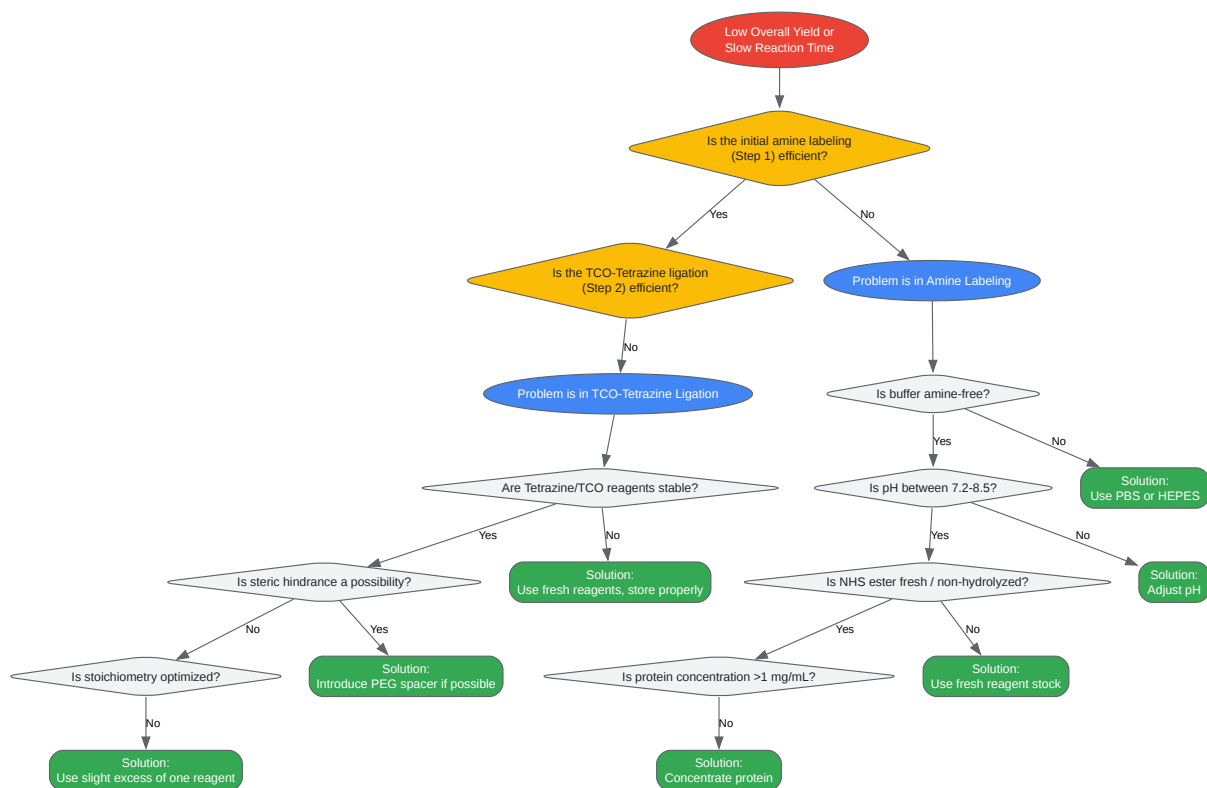 Low Overall Yield or
Slow Reaction Time
Is the initial amine labeling
(Step 1) efficient?
Yes
No
Is the TCO-Tetrazine ligation
(Step 2) efficient?
Problem is in Amine Labeling
No
Problem is in TCO-Tetrazine Ligation
Is buffer amine-free?
Yes
No
Are Tetrazine/TCO reagents stable?
Is pH between 7.2-8.5?
Solution:
Use PBS or HEPES
Yes
No
Yes
No
Is steric hindrance a possibility?
Solution:
Use fresh reagents, store properly
Is NHS ester fresh / non-hydrolyzed?
Solution:
Adjust pH
No
Yes
Yes
No
Is stoichiometry optimized?
Solution:
Introduce PEG spacer if possible
Is protein concentration >1 mg/mL?
Solution:
Use fresh reagent stock
No
No
Solution:
Use slight excess of one reagent
Solution:
Concentrate protein